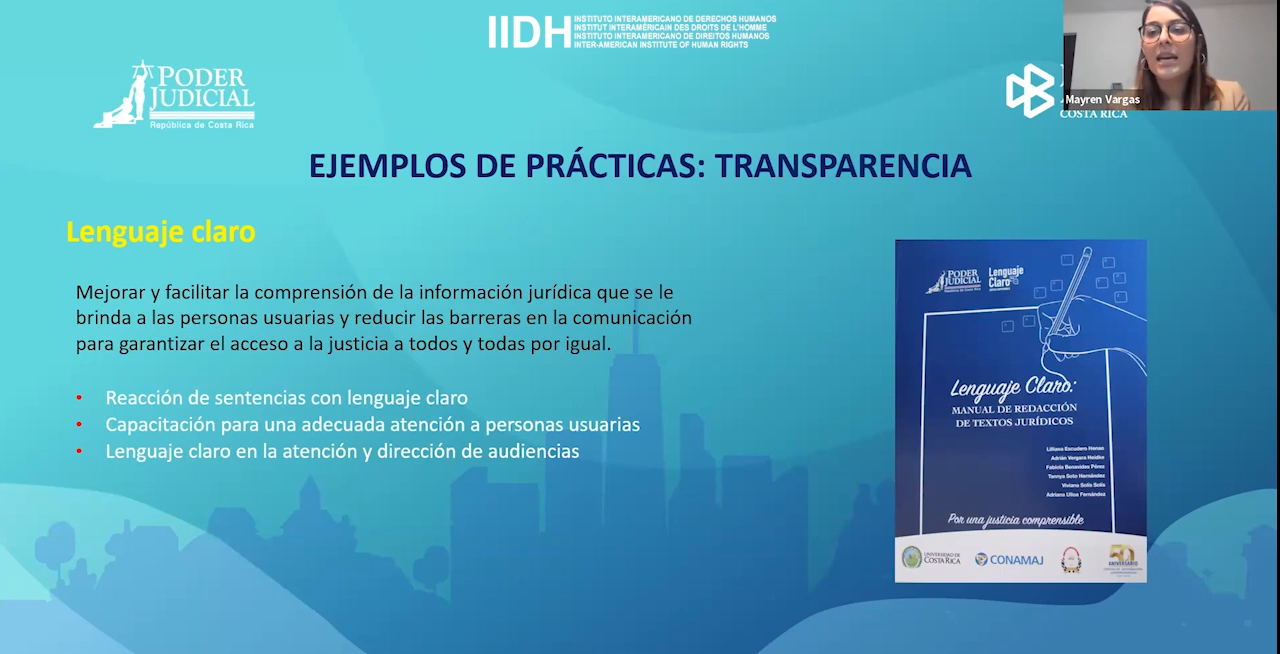 IIDH
INSTITUTO INTERAMERICANO DE DERECHOS HUMANOS
INSTITUT INTERAMÉRICAIN DES DROITS DE L'HOMME
INSTITUTO INTERAMERICANO DE DIREITOS HUMANOS
INTER-AMERICAN INSTITUTE OF HUMAN RIGHTS
PODER
JUDICIAL
República de Costa Rica
Mayren Vargas
COSTA RICA
EJEMPLOS DE PRÁCTICAS: TRANSPARENCIA
Lenguaje claro
Mejorar y facilitar la comprensión de la información jurídica que se le
brinda a las personas usuarias y reducir las barreras en la comunicación
para garantizar el acceso a la justicia a todos y todas por igual.
• Reacción de sentencias con lenguaje claro
• Capacitación para una adecuada atención a personas usuarias
• Lenguaje claro en la atención y dirección de audiencias
PODER
JUDICIAL
República de Costa Rica
Lenguaje
Claro
Lenguaje Claro:
MANUAL DE REDACCIÓN
DE TEXTOS JURÍDICOS
Adrián Vergara Heidke
Fabiola Benavides Pérez
Tannya Soto Hernández
Viviana Solís Solís
Adriana Ulloa Fernández
Por una justicia comprensible
UNIVERSIDAD DE
COSTA RICA
CONAMAJ
50
ANIVERSARIO